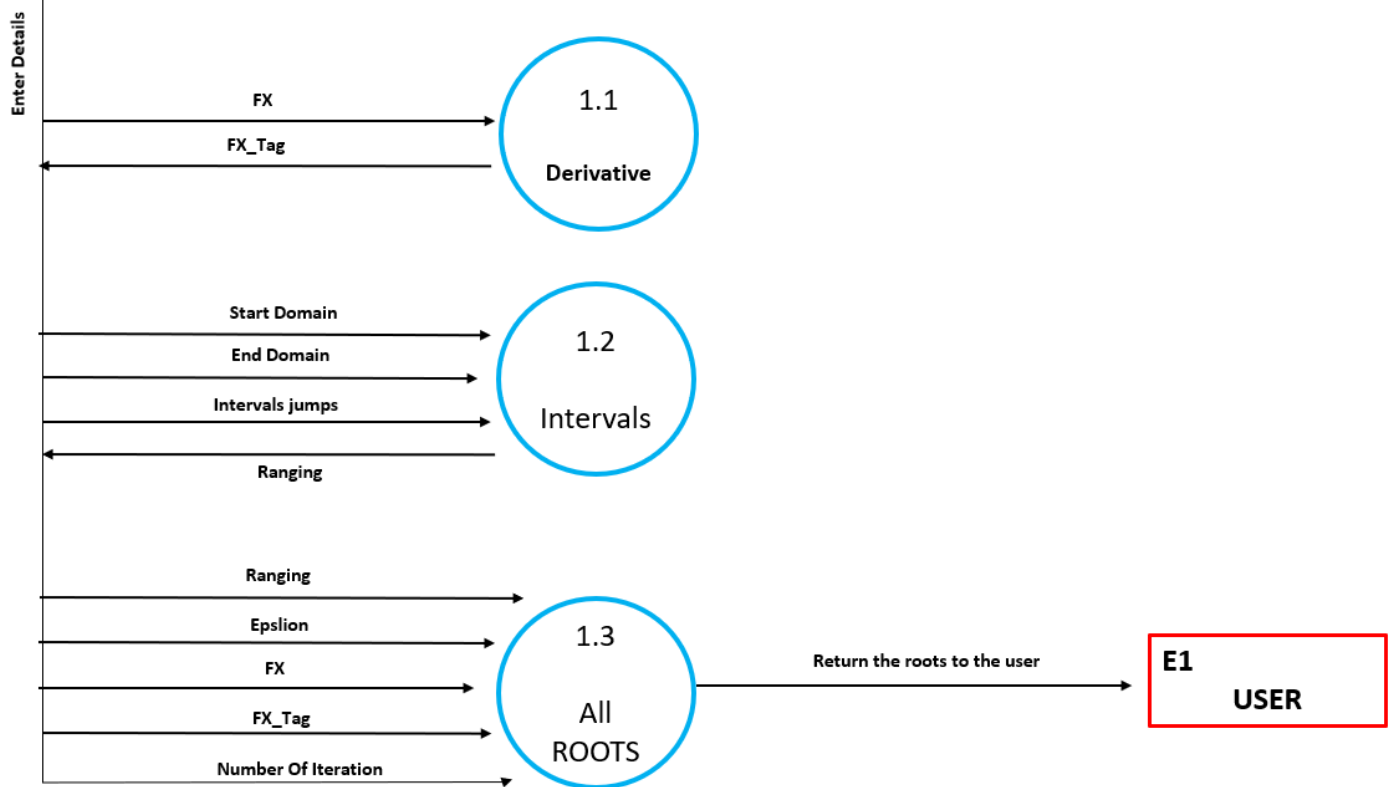 Enter Details
FX
1.1
FX_Tag
Derivative
Start Domain
1.2
End Domain
Intervals jumps
Intervals
Ranging
Ranging
Epslion
1.3
FX
Return the roots to the user
E1
USER
FX_Tag
All
ROOTS
Number Of Iteration